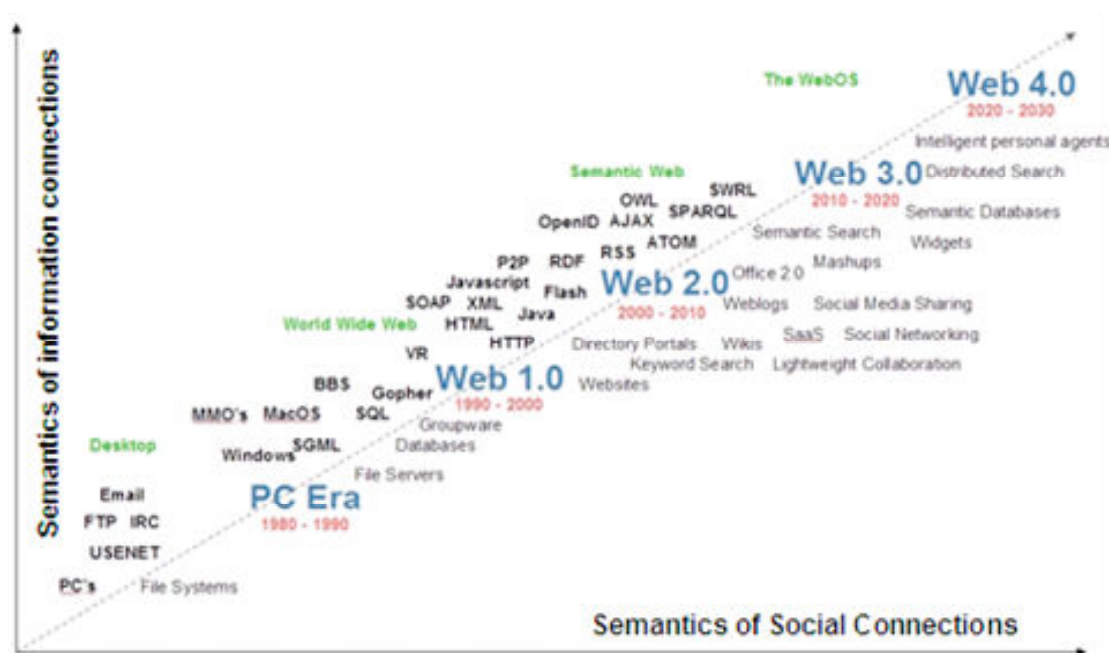 Semantics of information connections
The WebOS
Web 4.0
2020 - 2030
Intelligent personal agents
Semantic Web
Web 3.0
Distributed Search
2010 - 2020
SWRL
OWL
SPARQL
Semantic Databases
OpenID
AJAX
Semantic Search
Widgets
ATOM
RSS
P2P
RDF
Mashups
Office 2.0
Javascript
Flash
Web 2.0
2000 - 2010
SOAP
XML
Weblogs
Social Media Sharing
Java
World Wide Web
HTML
HTTP
Directory Portals
Wikis
SaaS
Social Networking
VR
Keyword Search
Lightweight Collaboration
BBS
Gopher
Web 1.0
1990 - 2000
Websites
MMO's
MacOS
SQL
Groupware
Desktop
Windows
SGML
Databases
File Servers
Email
PC Era
1980 - 1990
FTP
IRC
USENET
PC's
File Systems
Semantics of Social Connections